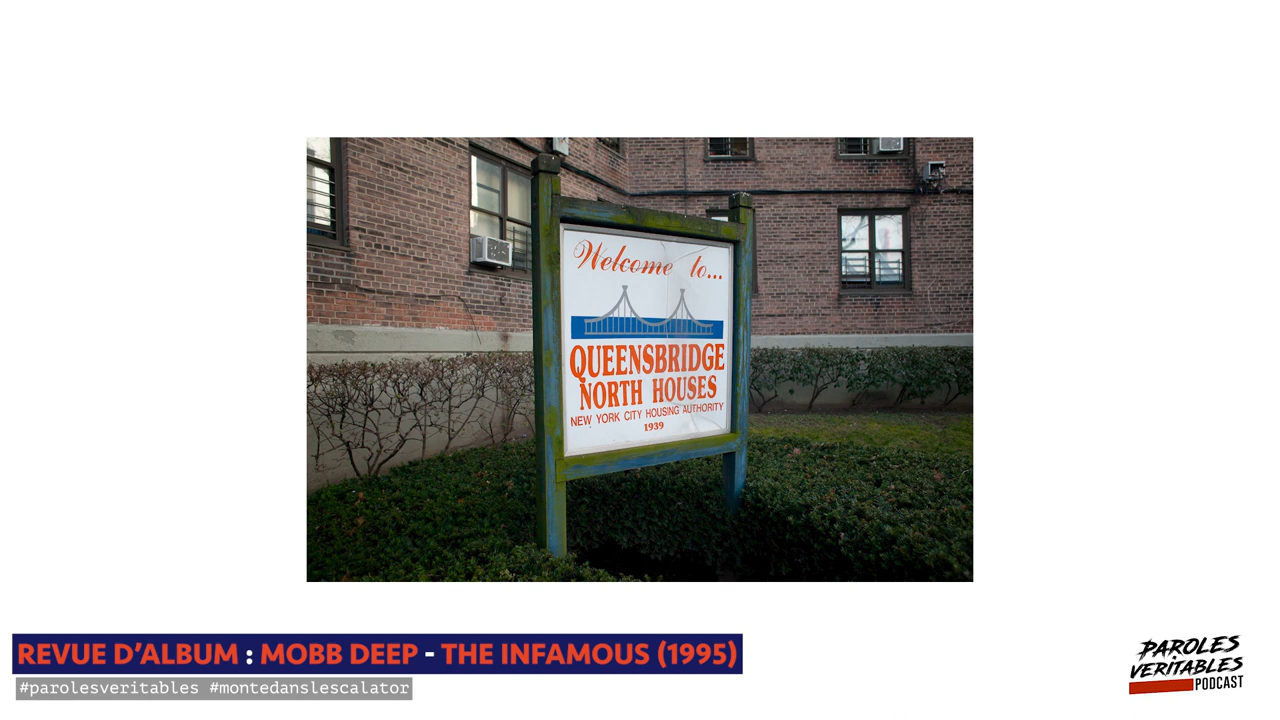 Welcome to...
QUEENSBRIDGE
NORTH HOUSES
NEW YORK CITY HOUSING AUTHORITY
1939
REVUE D'ALBUM : MOBB DEEP - THE INFAMOUS (1995)
#parolesveritables #montedanslescalator
PAROLES
VERITABLES
PODCAST